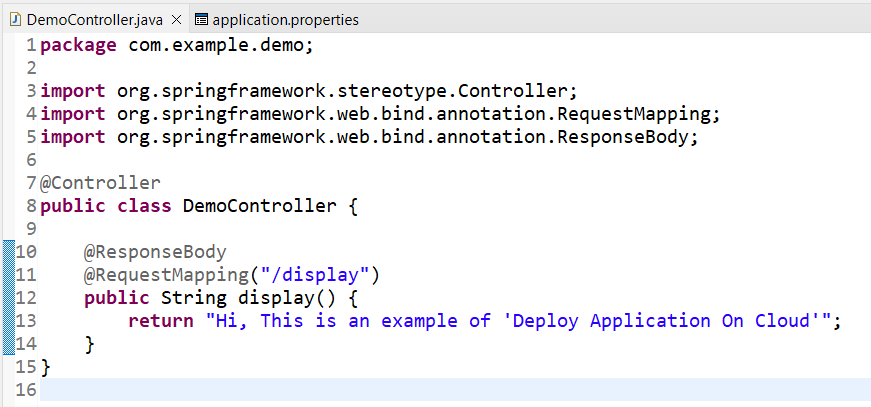 DemoController.java application.properties
1 package com.example.demo;
2
3 import org.springframework.stereotype.Controller;
4 import org.springframework.web.bind.annotation.RequestMapping;
5 import org.springframework.web.bind.annotation.ResponseBody;
6
7 @Controller
8 public class DemoController {
9
10     @ResponseBody
11     @RequestMapping("/display")
12     public String display() {
13         return "Hi, This is an example of 'Deploy Application On Cloud'";
14     }
15 }
16